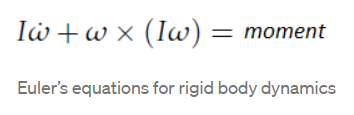 Iω̇ + ω × (Iω) = moment
Euler’s equations for rigid body dynamics